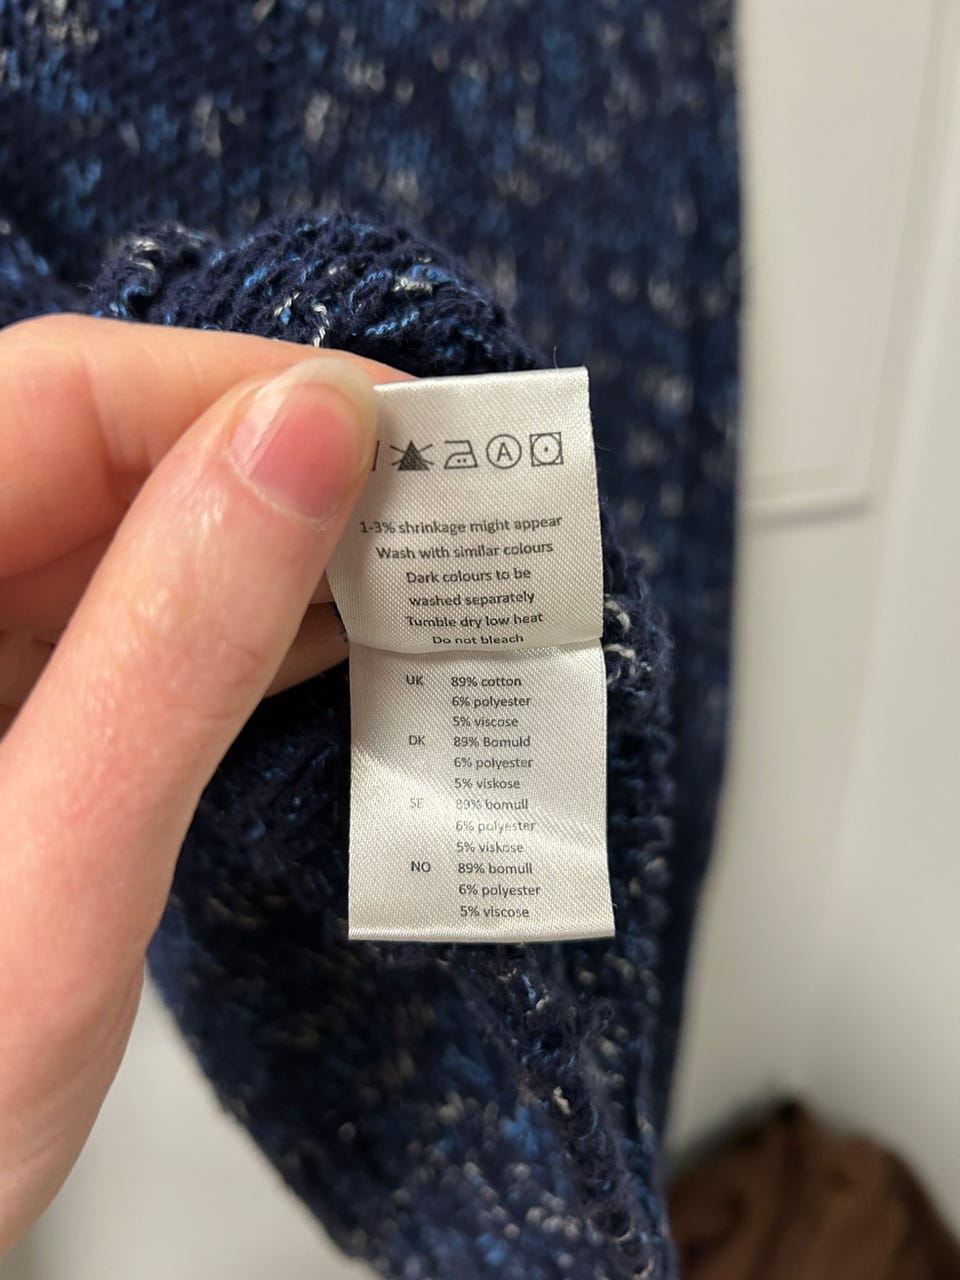 A
1-3% shrinkage might appear
Wash with similar colours
Dark colours to be
washed separately
Tumble dry low heat
Do not bleach
UK 89% cotton
6% polyester
5% viscose
DK 89% Bomuld
6% polyester
5% viskose
SE 89% bomull
6% polyester
5% viskose
NO 89% bomull
6% polyester
5% viscose